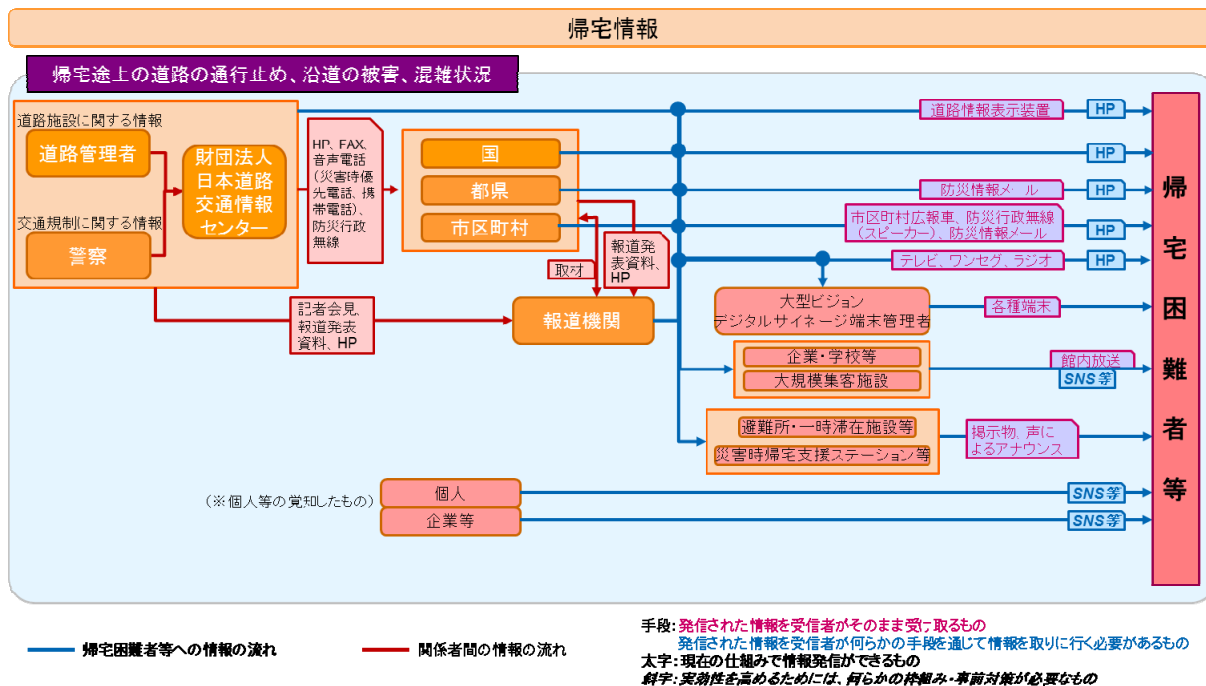 帰宅情報
帰宅途上の道路の通行止め、沿道の被害、混雑状況
道路施設に関する情報
道路管理者
財団法人
日本道路
交通情報
センター
交通規制に関する情報
警察
HP、FAX、
音声電話
(災害時優
先電話、携
帯電話)、
防災行政
無線
国
都県
市区町村
取材
報道発
表資料、
HP
記者会見、
報道発表
資料、HP
報道機関
道路情報表示装置
HP
HP
防災情報メール
HP
市区町村広報車、防災行政無線
(スピーカー)、防災情報メール
HP
テレビ、ワンセグ、ラジオ
HP
大型ビジョン
デジタルサイネージ端末管理者
各種端末
企業・学校等
大規模集客施設
館内放送
SNS等
避難所・一時滞在施設等
災害時帰宅支援ステーション等
掲示物、声に
よるアナウンス
(※個人等の覚知したもの)
個人
SNS等
企業等
SNS等
帰宅困難者等
帰宅困難者等への情報の流れ
関係者間の情報の流れ
手段:発信された情報を受信者がそのまま受け取るもの
発信された情報を受信者が何らかの手段を通じて情報を取りに行く必要があるもの
太字:現在の仕組みで情報発信ができるもの
斜字:実効性を高めるためには、何らかの枠組み・事前対策が必要なもの